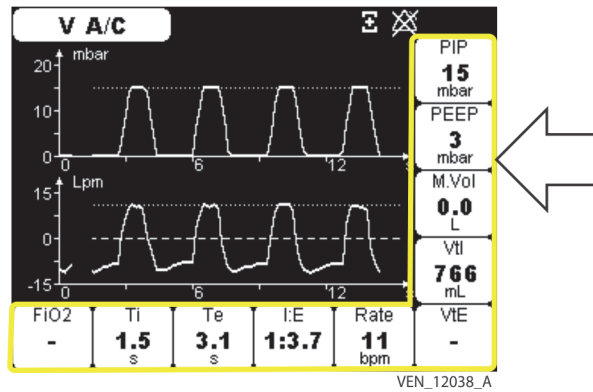 V A/C
mbar
20
10
0
0 6 12 s
Lpm
15
0
-15
0 6 12 s
PIP
15
mbar
PEEP
3
mbar
M.Vol
0.0
L
VtI
766
mL
VtE
-
FiO2
-
Ti
1.5
s
Te
3.1
s
I:E
1:3.7
Rate
11
bpm
VEN_12038_A